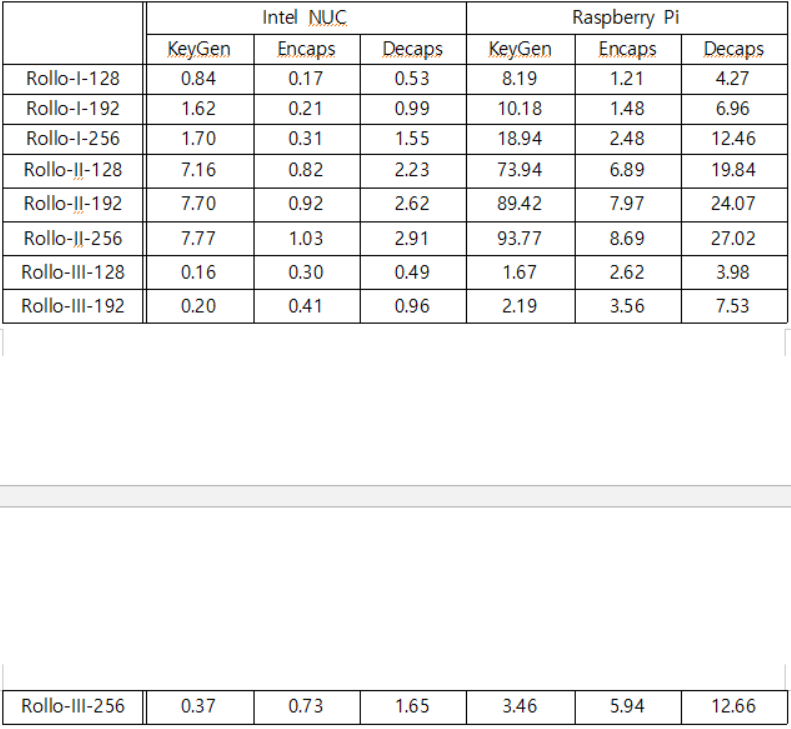 Intel NUC Raspberry Pi
KeyGen Encaps Decaps KeyGen Encaps Decaps
Rollo-I-128 0.84 0.17 0.53 8.19 1.21 4.27
Rollo-I-192 1.62 0.21 0.99 10.18 1.48 6.96
Rollo-I-256 1.70 0.31 1.55 18.94 2.48 12.46
Rollo-II-128 7.16 0.82 2.23 73.94 6.89 19.84
Rollo-II-192 7.70 0.92 2.62 89.42 7.97 24.07
Rollo-II-256 7.77 1.03 2.91 93.77 8.69 27.02
Rollo-III-128 0.16 0.30 0.49 1.67 2.62 3.98
Rollo-III-192 0.20 0.41 0.96 2.19 3.56 7.53
Rollo-III-256 0.37 0.73 1.65 3.46 5.94 12.66